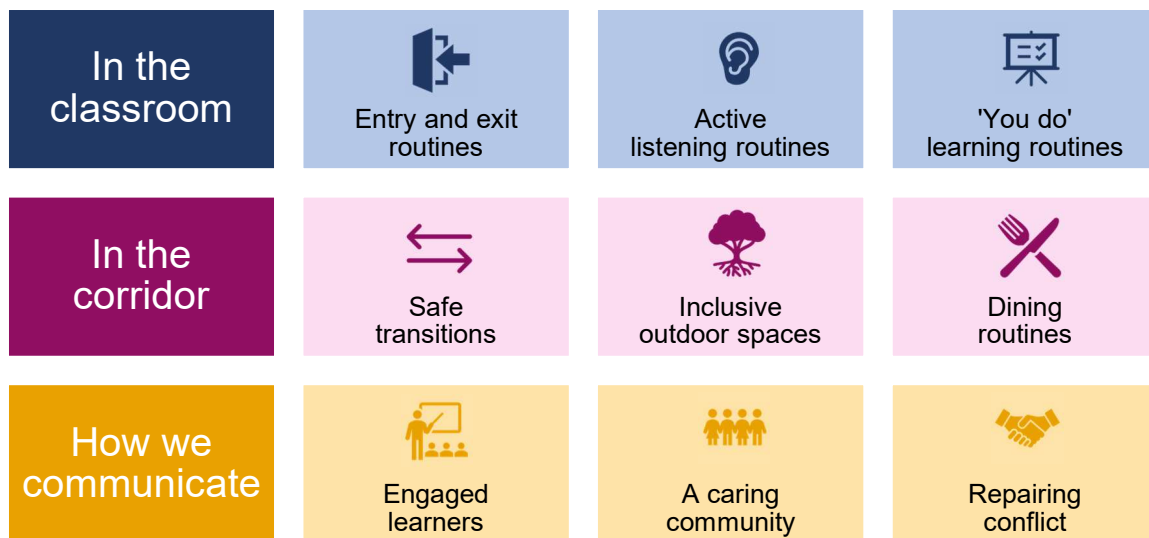 In the
classroom
Entry and exit
routines
Active
listening routines
'You do'
learning routines
In the
corridor
Safe
transitions
Inclusive
outdoor spaces
Dining
routines
How we
communicate
Engaged
learners
A caring
community
Repairing
conflict